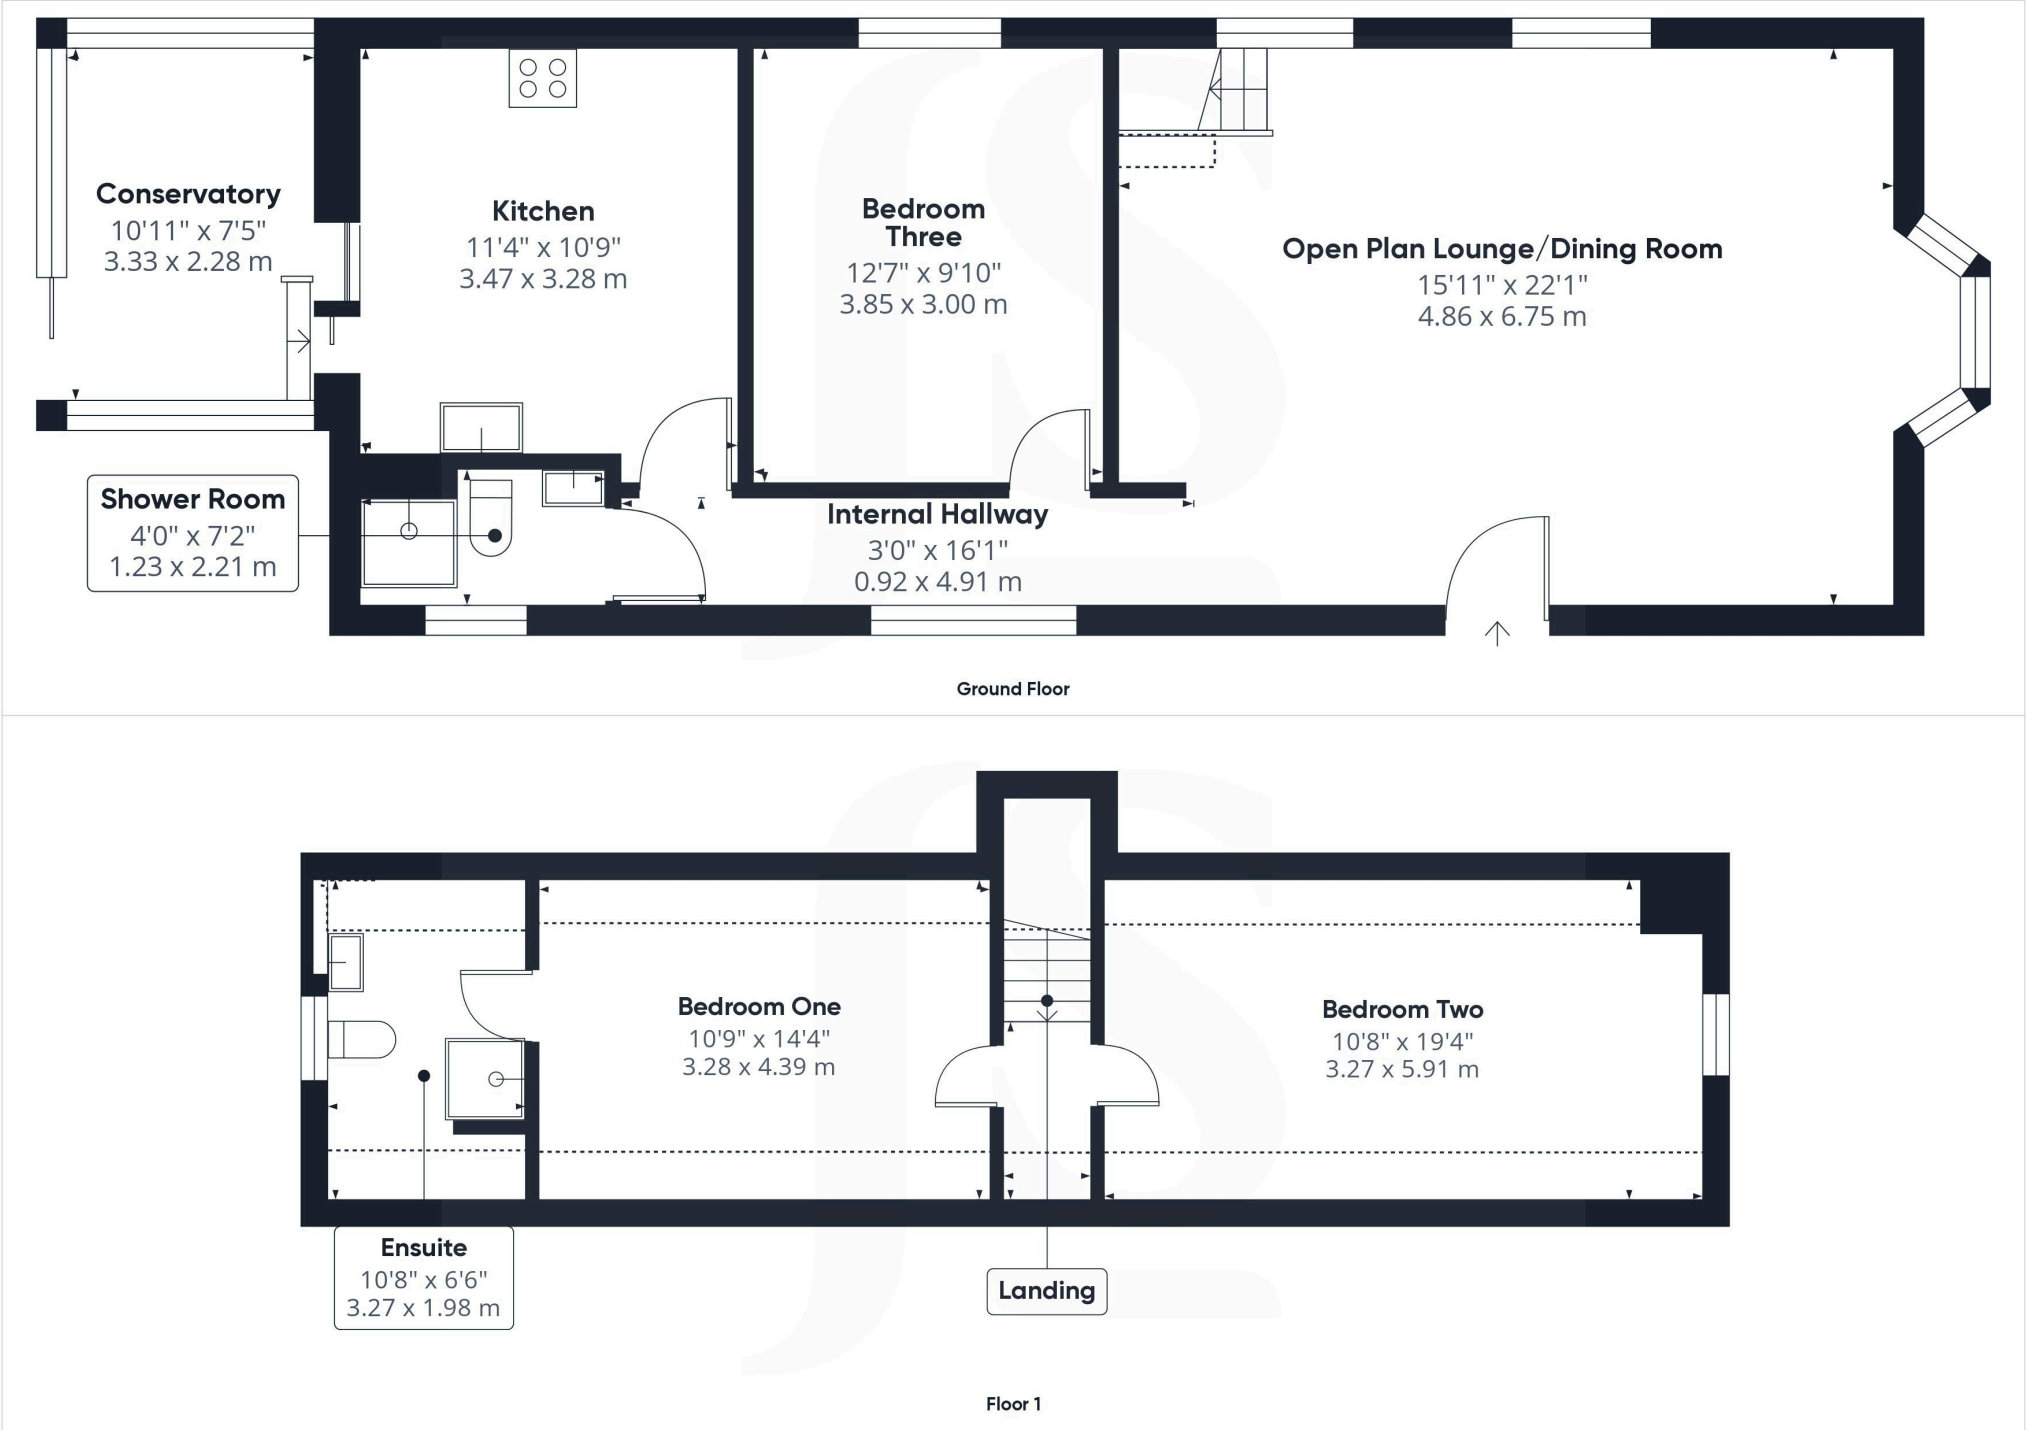 Conservatory
10'11" x 7'5"
3.33 x 2.28 m
Kitchen
11'4" x 10'9"
3.47 x 3.28 m
Bedroom
Three
12'7" x 9'10"
3.85 x 3.00 m
Open Plan Lounge/Dining Room
15'11" x 22'1"
4.86 x 6.75 m
Shower Room
4'0" x 7'2"
1.23 x 2.21 m
Internal Hallway
3'0" x 16'1"
0.92 x 4.91 m
Ground Floor
Bedroom One
10'9" x 14'4"
3.28 x 4.39 m
Bedroom Two
10'8" x 19'4"
3.27 x 5.91 m
Ensuite
10'8" x 6'6"
3.27 x 1.98 m
Landing
Floor 1